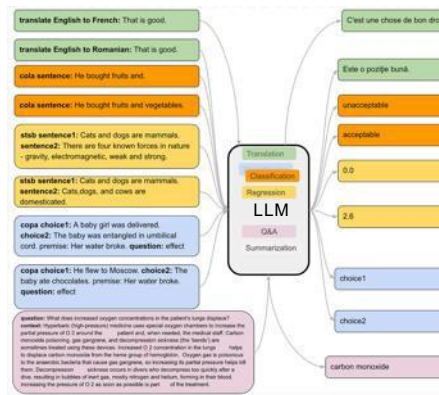 translate English to French: That is good.
translate English to Romanian: That is good.
cola sentence: He bought fruits and.
cola sentence: He bought fruits and vegetables.
stsb sentence1: Cats and dogs are mammals.
sentence2: There are four known forces in nature
- gravity, electromagnetic, weak and strong.
stsb sentence1: Cats and dogs are mammals.
sentence2: Cats,dogs, and cows are
domesticated.
copa choice1: A baby girl was delivered.
choice2: The baby was entangled in umbilical
cord. premise: Her water broke. question: effect
copa choice1: He flew to Moscow. choice2: The
baby ate chocolates. premise: Her water broke.
question: effect
question: What does increased oxygen concentrations in the patient's lungs displace?
context: Hyperbaric (high-pressure) medicine uses special oxygen chambers to increase the
partial pressure of O 2 around the patient and, when needed, the medical staff. Carbon
monoxide poisoning, gas gangrene, and decompression sickness (the 'bends') are
sometimes treated using these devices. Increased O 2 concentration in the lungs helps
to displace carbon monoxide from the heme group of hemoglobin. Oxygen gas is poisonous
to the anaerobic bacteria that cause gas gangrene, so increasing its partial pressure helps kill
them. Decompression sickness occurs in divers who decompress too quickly after a
dive, resulting in bubbles of inert gas, mostly nitrogen and helium, forming in their blood.
Increasing the pressure of O 2 as soon as possible is part of the treatment.
Translation
Classification
Regression
LLM
Q&A
Summarization
C'est une chose de bon dro
Este o poziție bună.
unacceptable
acceptable
0.0
2.6
choice1
choice2
carbon monoxide